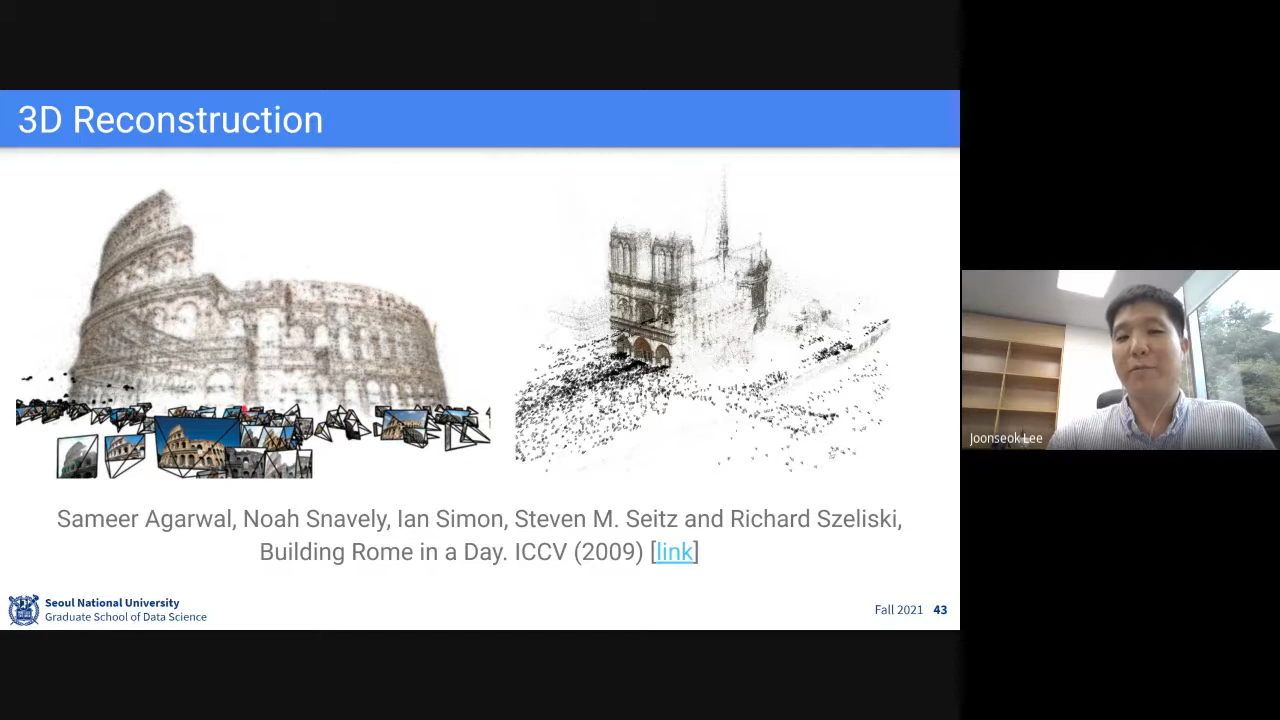 3D Reconstruction
Sameer Agarwal, Noah Snavely, Ian Simon, Steven M. Seitz and Richard Szeliski,
Building Rome in a Day. ICCV (2009) [link]
Seoul National University
Graduate School of Data Science
Fall 2021 43
Joonseok Lee